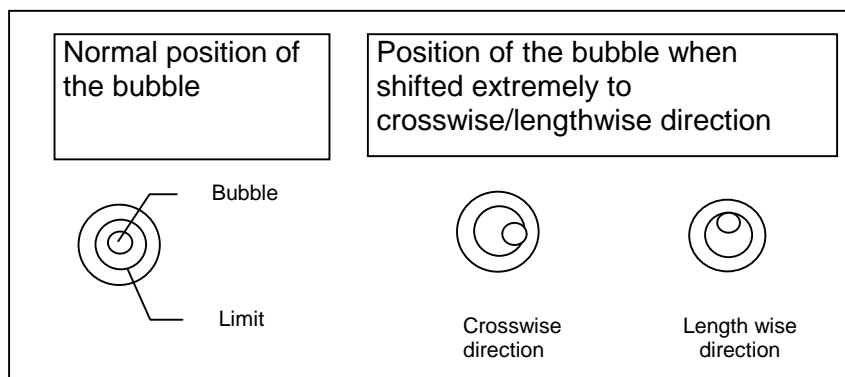 Normal position of
the bubble
Position of the bubble when
shifted extremely to
crosswise/lengthwise direction
Bubble
Limit
Crosswise
direction
Length wise
direction